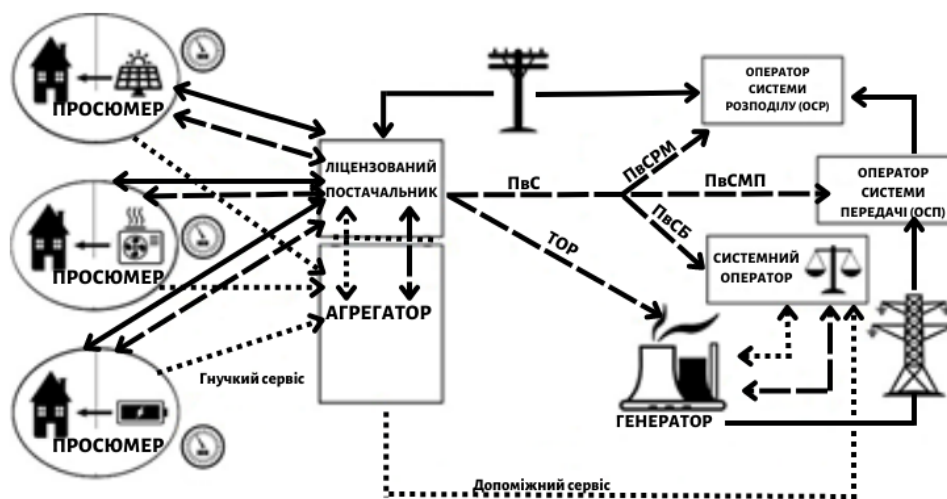 ПРОСЮМЕР
ПРОСЮМЕР
ПРОСЮМЕР
ЛІЦЕНЗОВАНИЙ
ПОСТАЧАЛЬНИК
АГРЕГАТОР
Гнучкий сервіс
ПвС
ПвСРМ
ПвСМП
ПвСБ
ТОР
ОПЕРАТОР
СИСТЕМИ
РОЗПОДІЛУ (ОСР)
ОПЕРАТОР
СИСТЕМИ
ПЕРЕДАЧІ (ОСП)
СИСТЕМНИЙ
ОПЕРАТОР
ГЕНЕРАТОР
Допоміжний сервіс